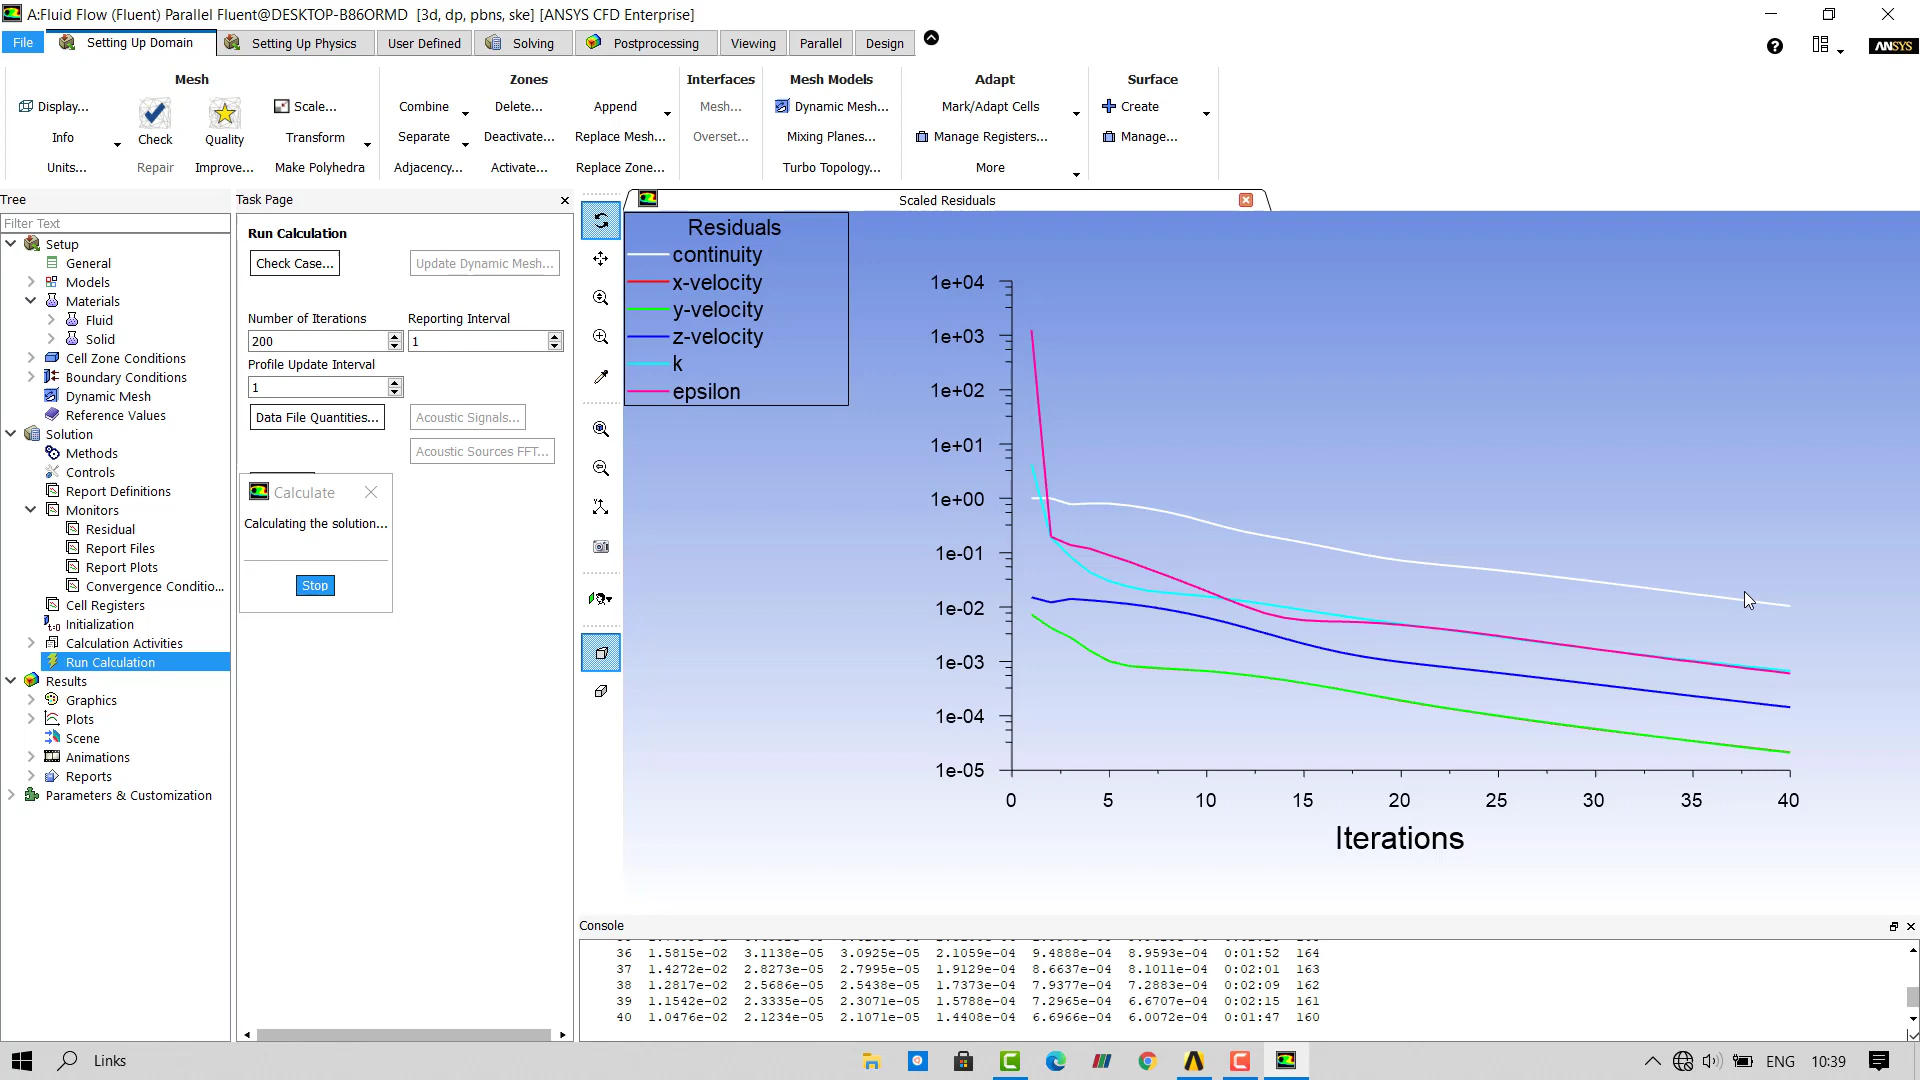 A:Fluid Flow (Fluent) Parallel Fluent@DESKTOP-B86ORMD [3d, dp, pbns, ske] [ANSYS CFD Enterprise]
File Setting Up Domain Setting Up Physics User Defined Solving Postprocessing Viewing Parallel Design
ANSYS
Mesh Zones Interfaces Mesh Models Adapt Surface
Display... Scale... Combine Delete... Append Mesh... Dynamic Mesh... Mark/Adapt Cells Create
Info Check Quality Transform Separate Deactivate... Replace Mesh... Overset... Mixing Planes... Manage Registers... Manage...
Units... Repair Improve... Make Polyhedra Adjacency... Activate... Replace Zone... Turbo Topology... More
Tree
Filter Text
Setup
General
Models
Materials
Fluid
Solid
Cell Zone Conditions
Boundary Conditions
Dynamic Mesh
Reference Values
Solution
Methods
Controls
Report Definitions
Monitors
Residual
Report Files
Report Plots
Convergence Conditio...
Cell Registers
Initialization
Calculation Activities
Run Calculation
Results
Graphics
Plots
Scene
Animations
Reports
Parameters & Customization
Task Page
Run Calculation
Check Case... Update Dynamic Mesh...
Number of Iterations Reporting Interval
200 1
Profile Update Interval
1
Data File Quantities... Acoustic Signals...
Acoustic Sources FFT...
Calculate
Calculating the solution...
Stop
Scaled Residuals
Residuals
continuity
x-velocity
y-velocity
z-velocity
k
epsilon
1e+04
1e+03
1e+02
1e+01
1e+00
1e-01
1e-02
1e-03
1e-04
1e-05
0 5 10 15 20 25 30 35 40
Iterations
Console
36 1.5815e-02 3.1138e-05 3.0925e-05 2.1059e-04 9.4888e-04 8.9593e-04 0:01:52 164
37 1.4272e-02 2.8273e-05 2.7995e-05 1.9129e-04 8.6637e-04 8.1011e-04 0:02:01 163
38 1.2817e-02 2.5686e-05 2.5438e-05 1.7373e-04 7.9377e-04 7.2883e-04 0:02:09 162
39 1.1542e-02 2.3335e-05 2.3071e-05 1.5788e-04 7.2965e-04 6.6707e-04 0:02:15 161
40 1.0476e-02 2.1234e-05 2.1071e-05 1.4408e-04 6.6966e-04 6.0072e-04 0:01:47 160
Links ENG 10:39